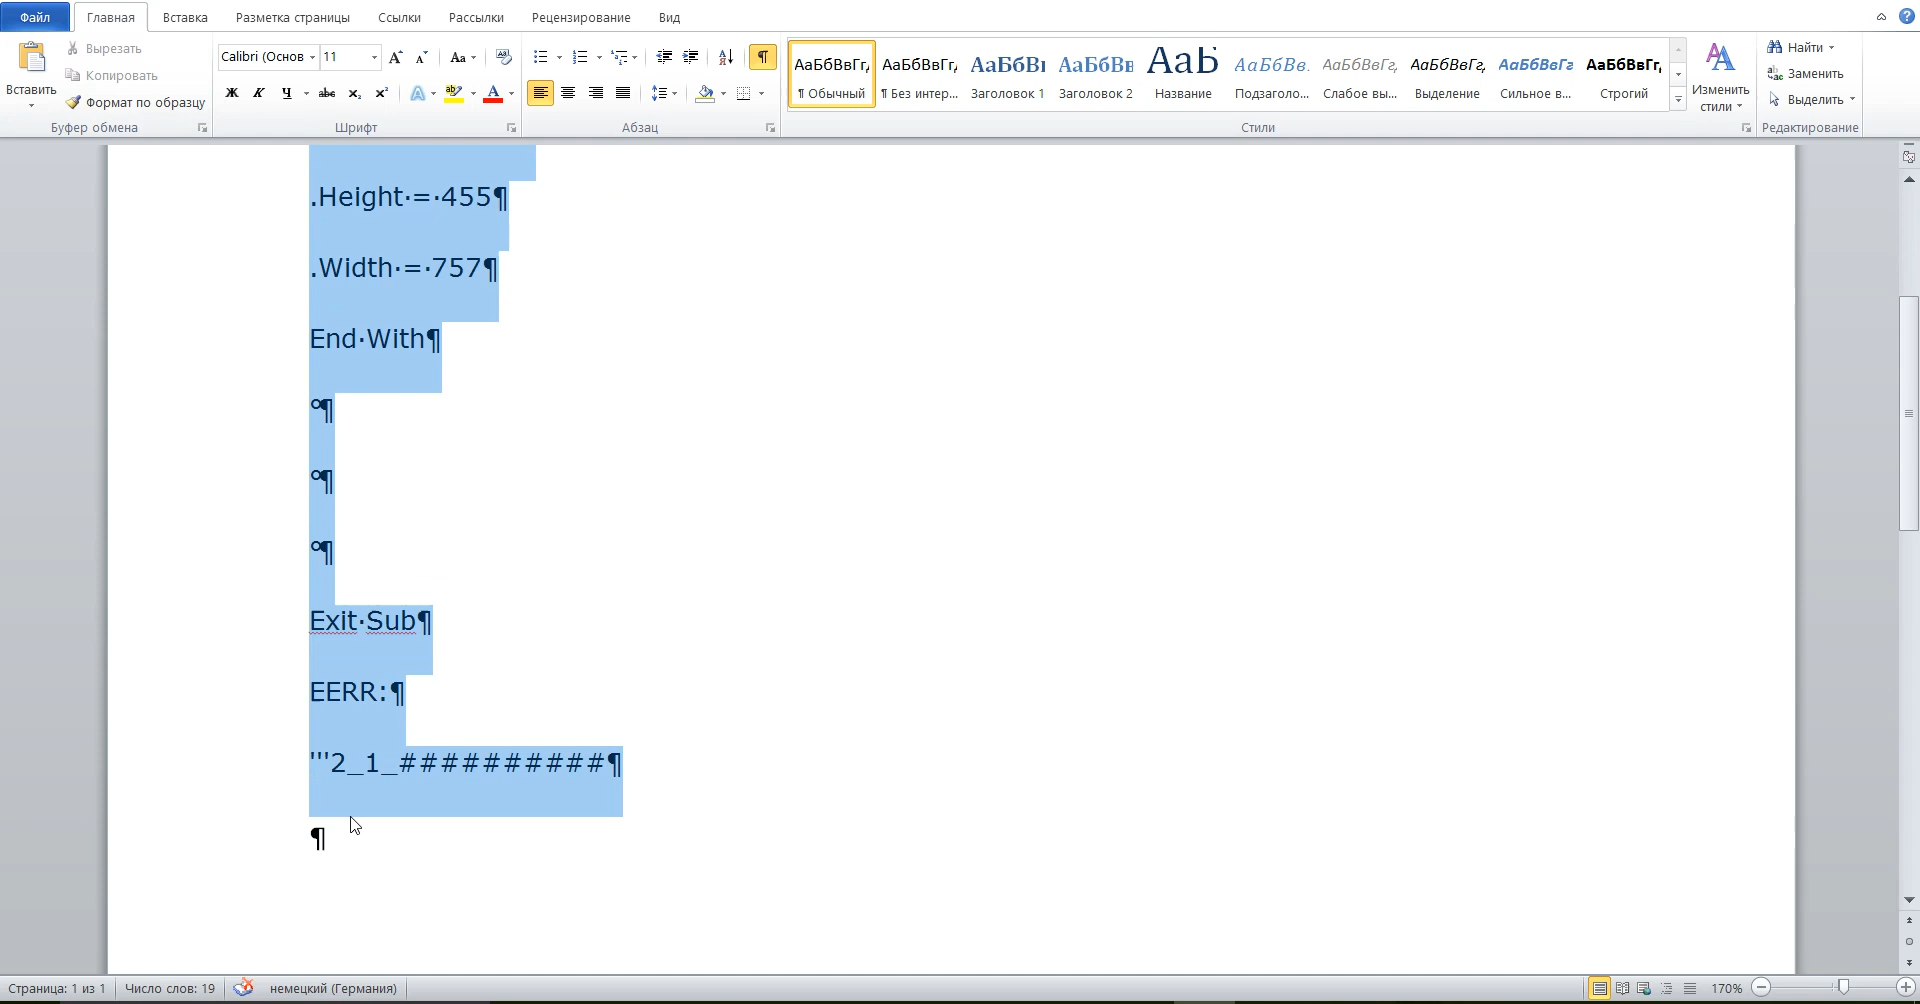 Файл Главная Вставка Разметка страницы Ссылки Рассылки Рецензирование Вид
Вставить
Вырезать
Копировать
Формат по образцу
Буфер обмена
Calibri (Основ 11
Ж К Ч abc x₂ x²
Шрифт
Абзац
АаБбВвГг, АаБбВвГг, АаБбВı АаБбВв АаБ АаБбВв. АаБбВвГг, АаБбВвГг, АаБбВвГг АаБбВвГг,
¶ Обычный ¶ Без интер... Заголовок 1 Заголовок 2 Название Подзаголо... Слабое вы... Выделение Сильное в... Строгий
Стили
Изменить стили
Найти
Заменить
Выделить
Редактирование
.Height·=·455¶
.Width·=·757¶
End·With¶
°¶
°¶
°¶
Exit·Sub¶
EERR:¶
'''2_1_##########¶
¶
Страница: 1 из 1 Число слов: 19 немецкий (Германия) 170%